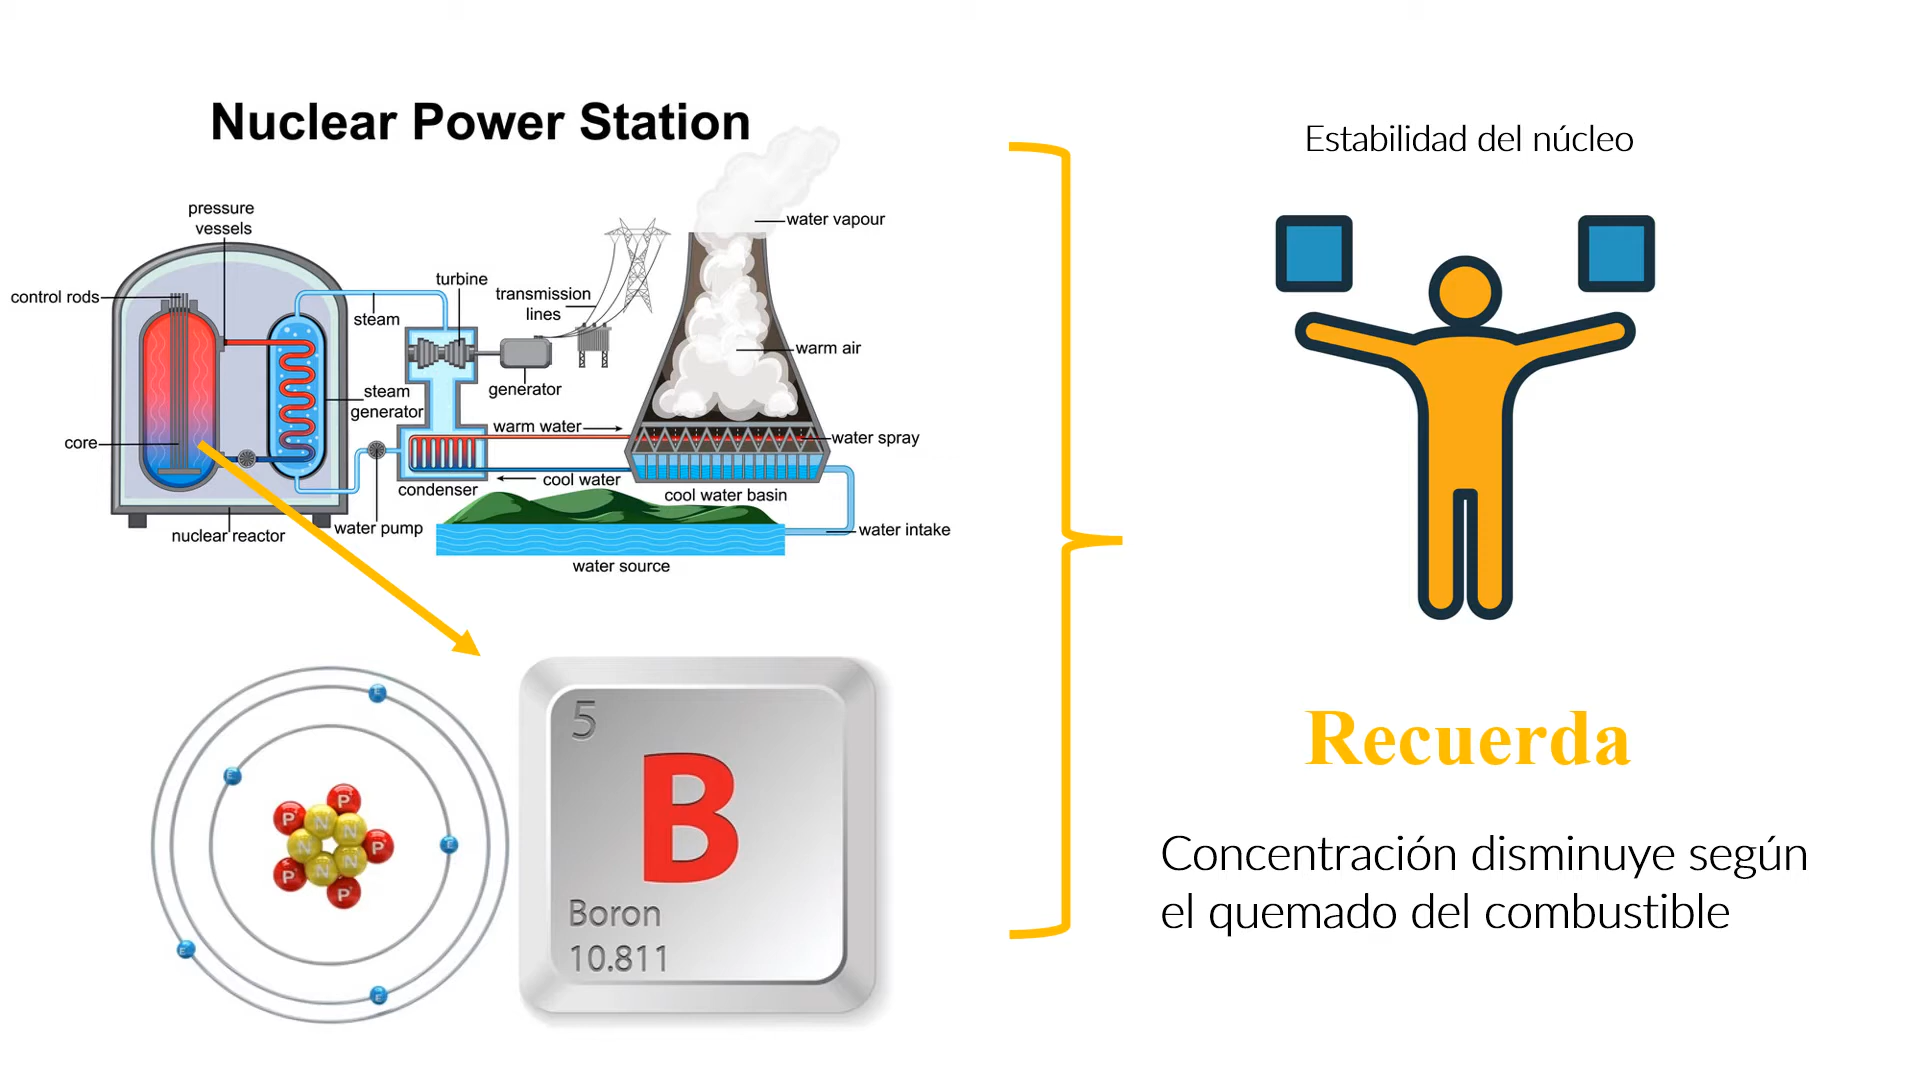 Nuclear Power Station
Estabilidad del núcleo
pressure
vessels
water vapour
control rods
turbine
transmission
lines
steam
warm air
generator
steam
generator
warm water
core
water spray
cool water
condenser
cool water basin
nuclear reactor
water pump
water intake
water source
E
E
E
E
E
P
P
P
P
P
N
N
N
N
N
N
5
B
Boron
10.811
Recuerda
Concentración disminuye según
el quemado del combustible